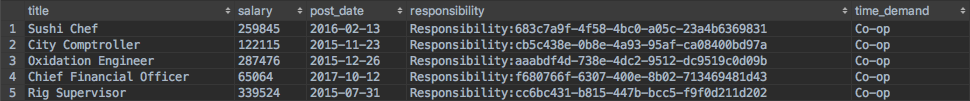 title salary post_date responsibility time_demand
1 Sushi Chef 259845 2016-02-13 Responsibility:683c7a9f-4f58-4bc0-a05c-23a4b6369831 Co-op
2 City Comptroller 122115 2015-11-23 Responsibility:cb5c438e-0b8e-4a93-95af-ca08400bd97a Co-op
3 Oxidation Engineer 287476 2015-12-26 Responsibility:aaabdf4d-738e-4dc2-9512-dc9519c0d09b Co-op
4 Chief Financial Officer 65064 2017-10-12 Responsibility:f680766f-6307-400e-8b02-713469481d43 Co-op
5 Rig Supervisor 339524 2015-07-31 Responsibility:cc6bc431-b815-447b-bcc5-f9f0d211d202 Co-op